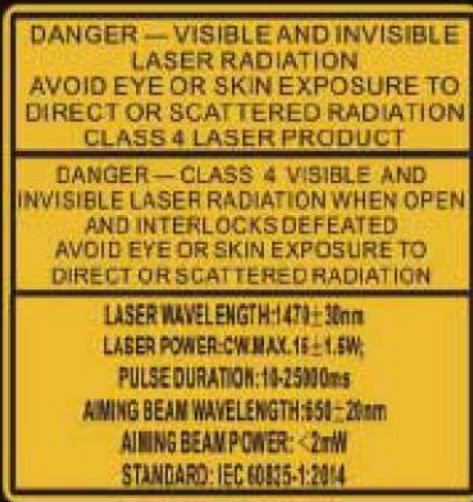 DANGER — VISIBLE AND INVISIBLE
LASER RADIATION
AVOID EYE OR SKIN EXPOSURE TO
DIRECT OR SCATTERED RADIATION
CLASS 4 LASER PRODUCT
DANGER — CLASS 4 VISIBLE AND
INVISIBLE LASER RADIATION WHEN OPEN
AND INTERLOCKS DEFEATED
AVOID EYE OR SKIN EXPOSURE TO
DIRECT OR SCATTERED RADIATION
LASER WAVELENGTH:1470±30nm
LASER POWER:CW.MAX.15±1.5W;
PULSE DURATION:10-25000ms
AIMING BEAM WAVELENGTH:650±20nm
AIMING BEAM POWER: <2mW
STANDARD: IEC 60825-1:2014